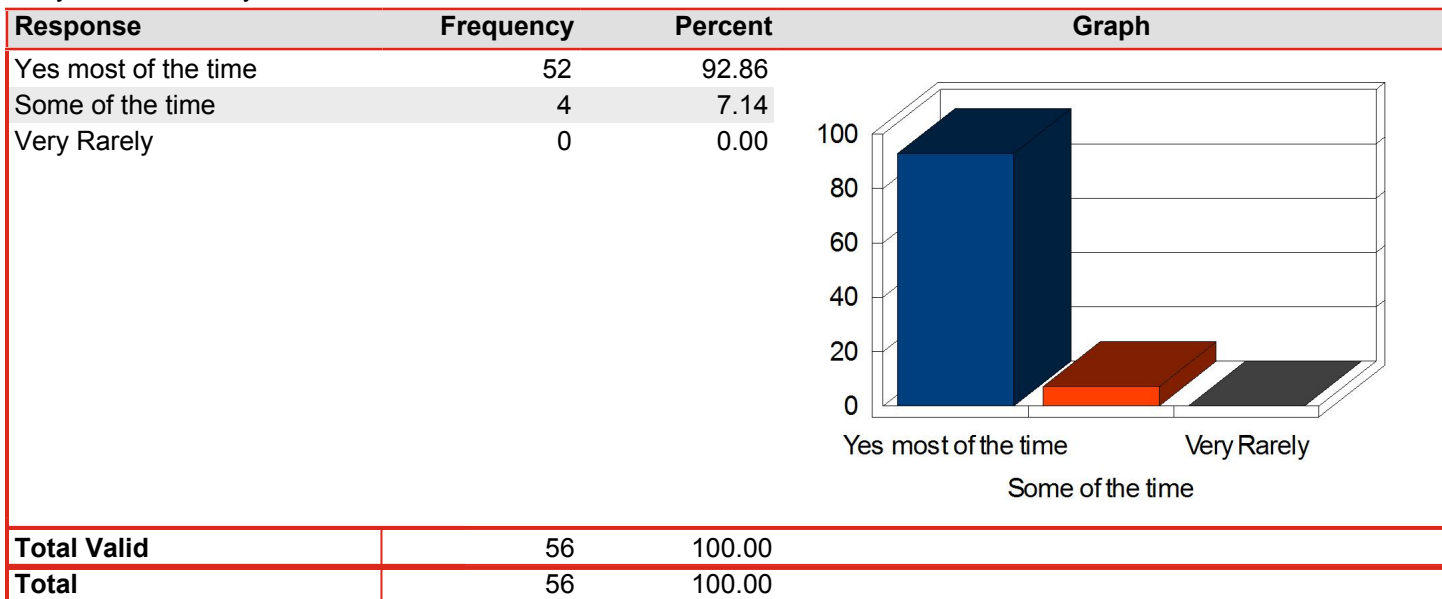 Response Frequency Percent Graph
Yes most of the time 52 92.86
Some of the time 4 7.14
Very Rarely 0 0.00
100
80
60
40
20
0
Yes most of the time Very Rarely
Some of the time
Total Valid 56 100.00
Total 56 100.00